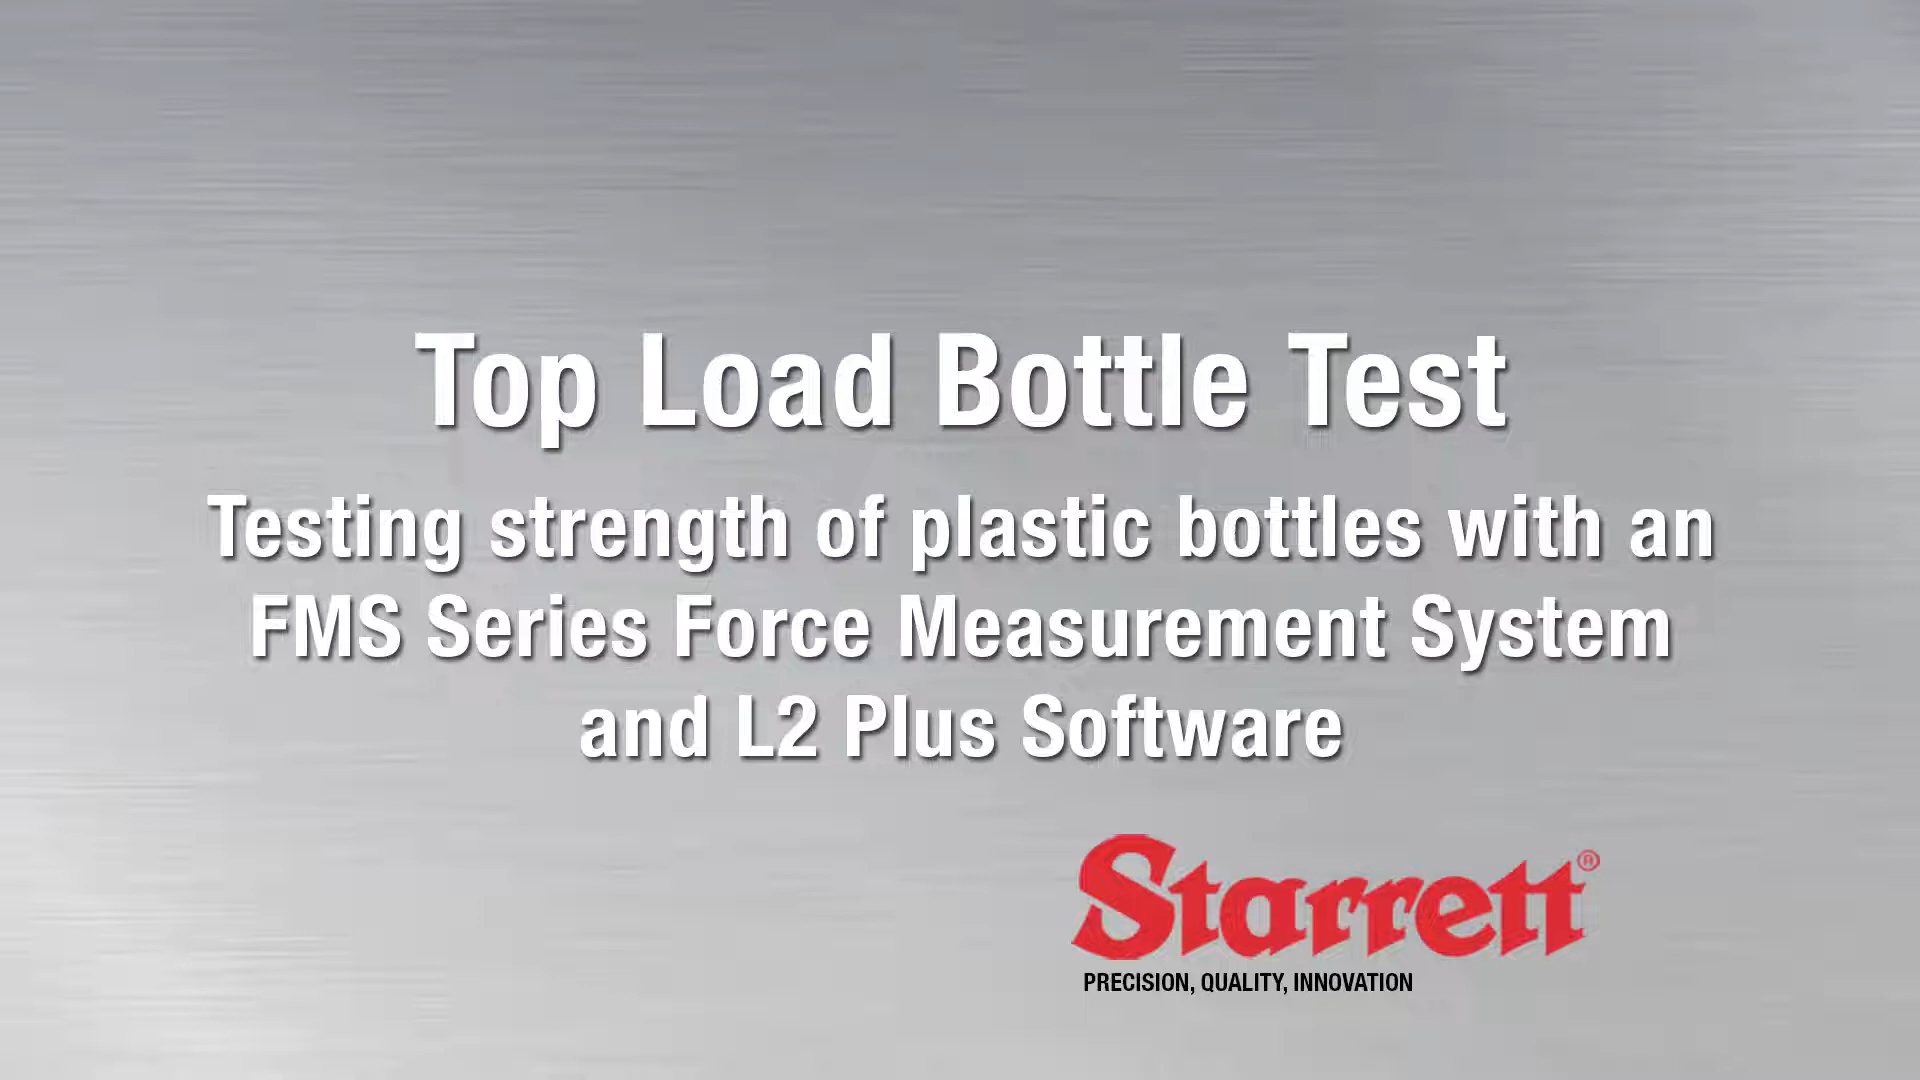 Top Load Bottle Test
Testing strength of plastic bottles with an
FMS Series Force Measurement System
and L2 Plus Software
Starrett®
PRECISION, QUALITY, INNOVATION